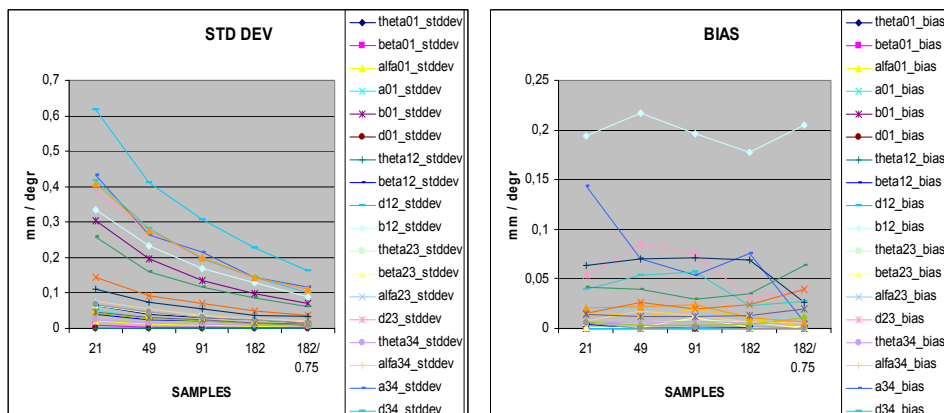 STD DEV
mm / degr
0,7
0,6
0,5
0,4
0,3
0,2
0,1
0
21
49
91
182
182/
0.75
SAMPLES
theta01_stddev
beta01_stddev
alfa01_stddev
a01_stddev
b01_stddev
d01_stddev
theta12_stddev
beta12_stddev
d12_stddev
b12_stddev
theta23_stddev
beta23_stddev
alfa23_stddev
d23_stddev
theta34_stddev
alfa34_stddev
a34_stddev
d34_stddev
BIAS
mm / degr
0,25
0,2
0,15
0,1
0,05
0
21
49
91
182
182/
0.75
SAMPLES
theta01_bias
beta01_bias
alfa01_bias
a01_bias
b01_bias
d01_bias
theta12_bias
beta12_bias
d12_bias
b12_bias
theta23_bias
beta23_bias
alfa23_bias
d23_bias
theta34_bias
alfa34_bias
a34_bias
d34_bias